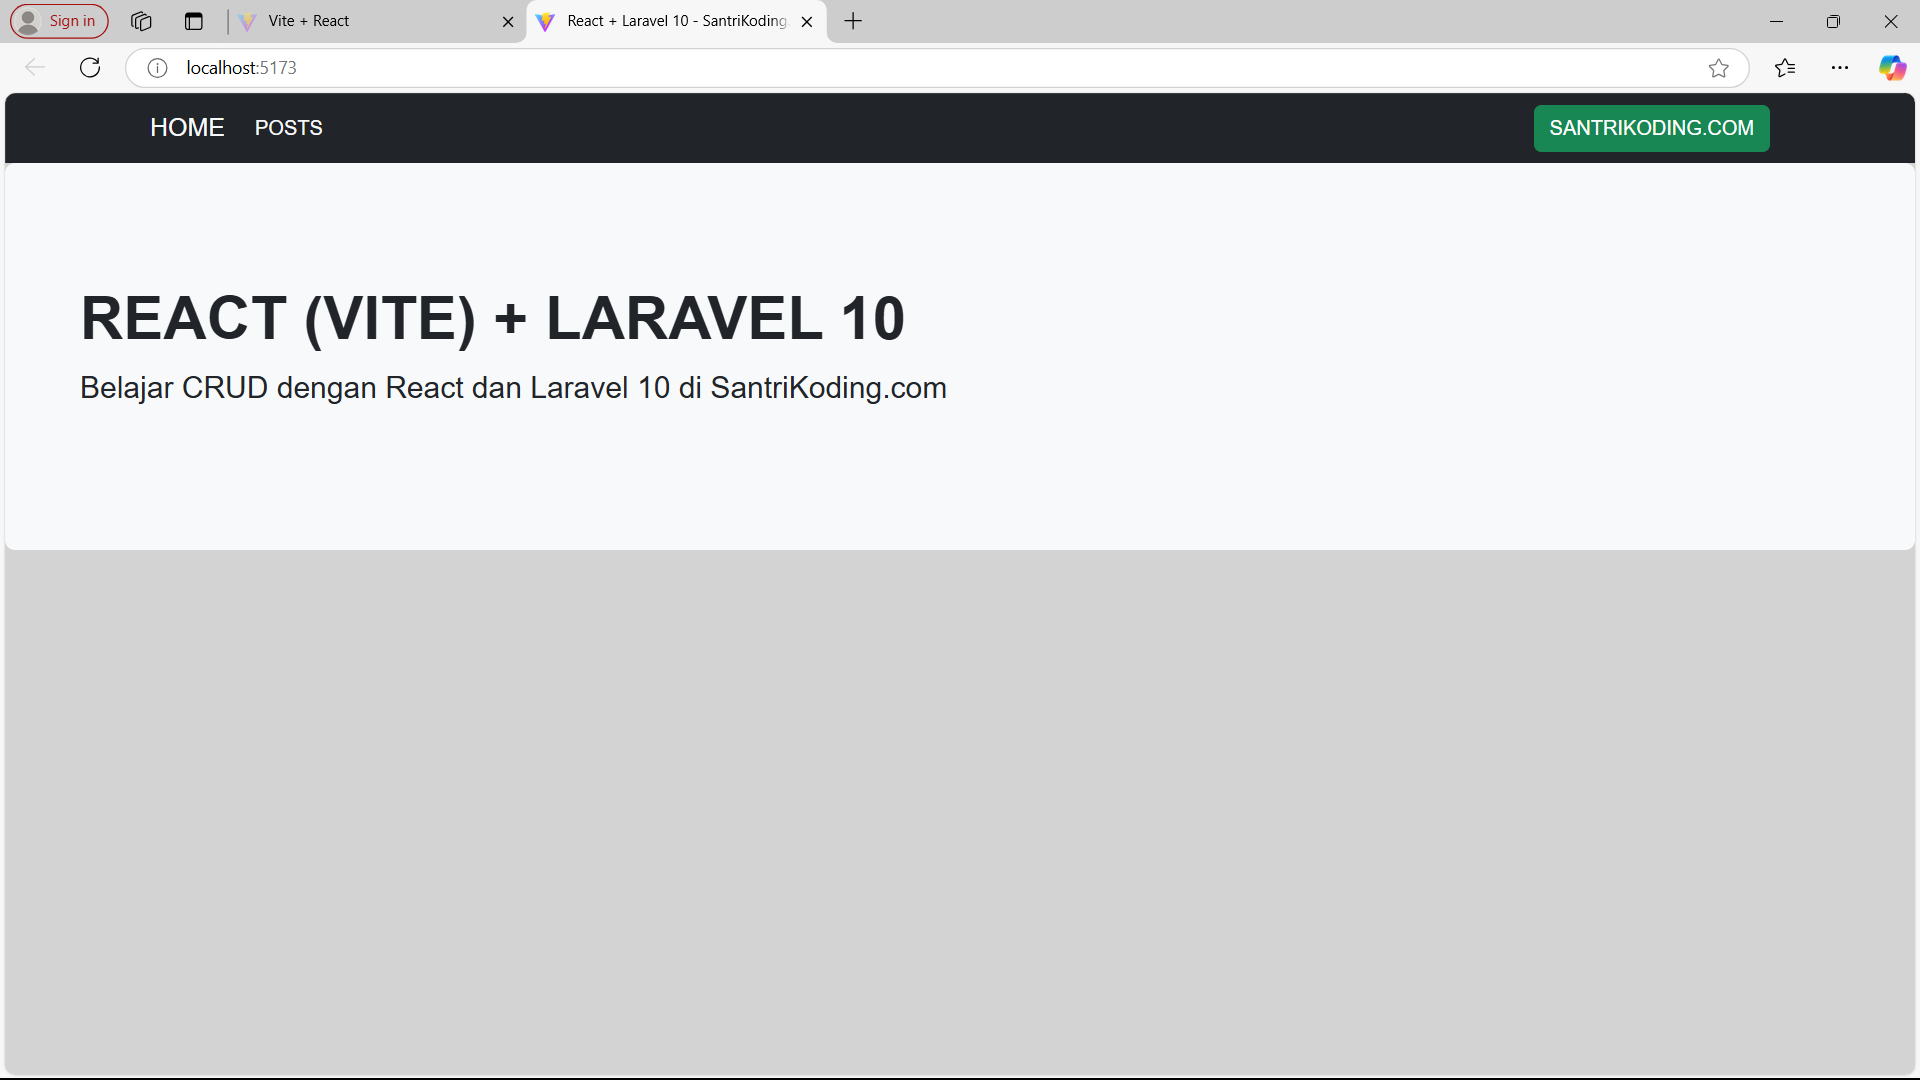 Sign in
Vite + React
React + Laravel 10 - SantriKoding
localhost:5173
HOME
POSTS
SANTRIKODING.COM
REACT (VITE) + LARAVEL 10
Belajar CRUD dengan React dan Laravel 10 di SantriKoding.com